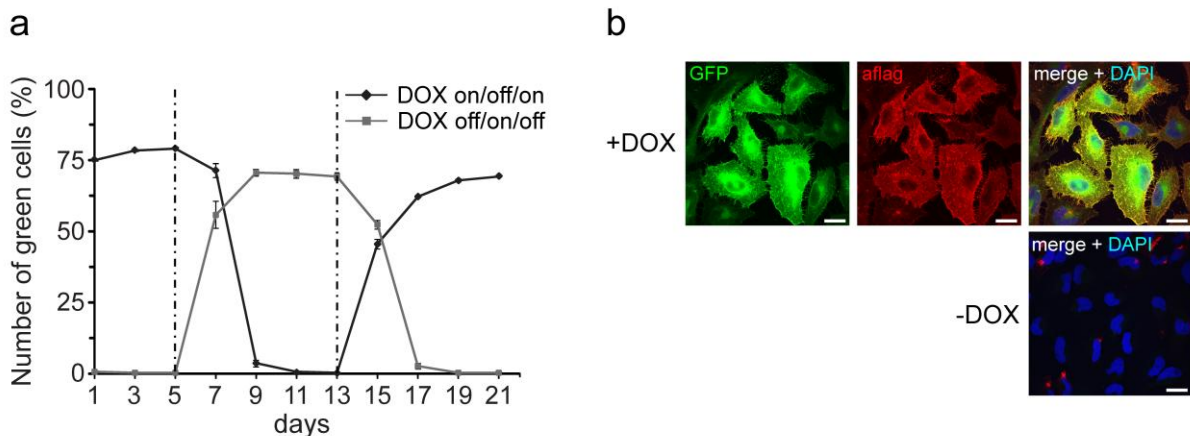 a
Number of green cells (%)
100
75
50
25
0
1 3 5 7 9 11 13 15 17 19 21
days
DOX on/off/on
DOX off/on/off
b
GFP
aflag
merge + DAPI
+DOX
merge + DAPI
-DOX